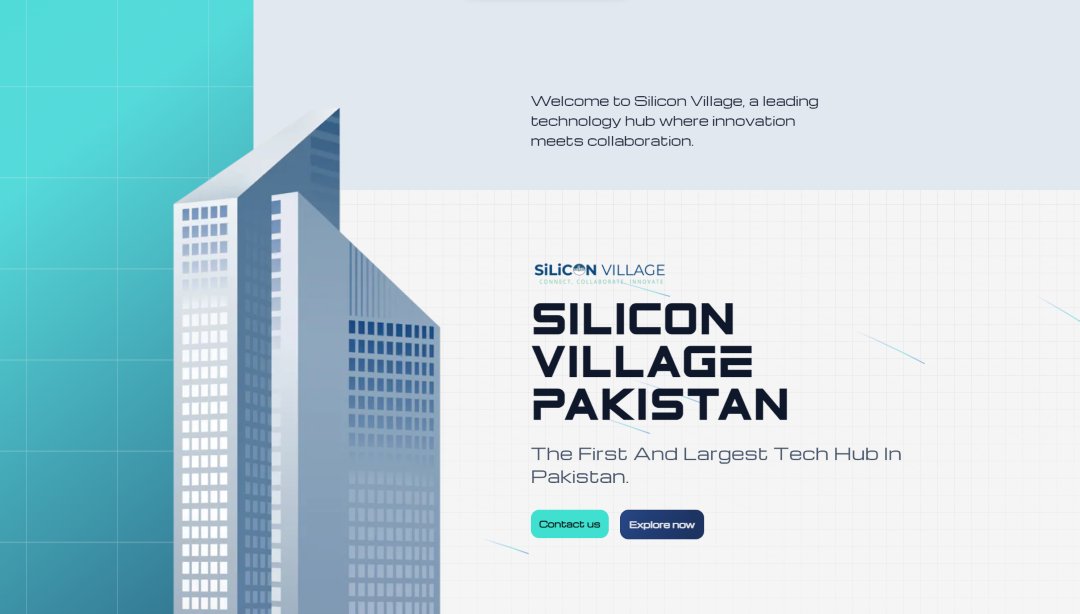 Welcome to Silicon Village, a leading
technology hub where innovation
meets collaboration.
SiLiCON VILLAGE
CONNECT, COLLABORATE, INNOVATE
SILICON
VILLAGE
PAKISTAN
The First And Largest Tech Hub In
Pakistan.
Contact us
Explore now